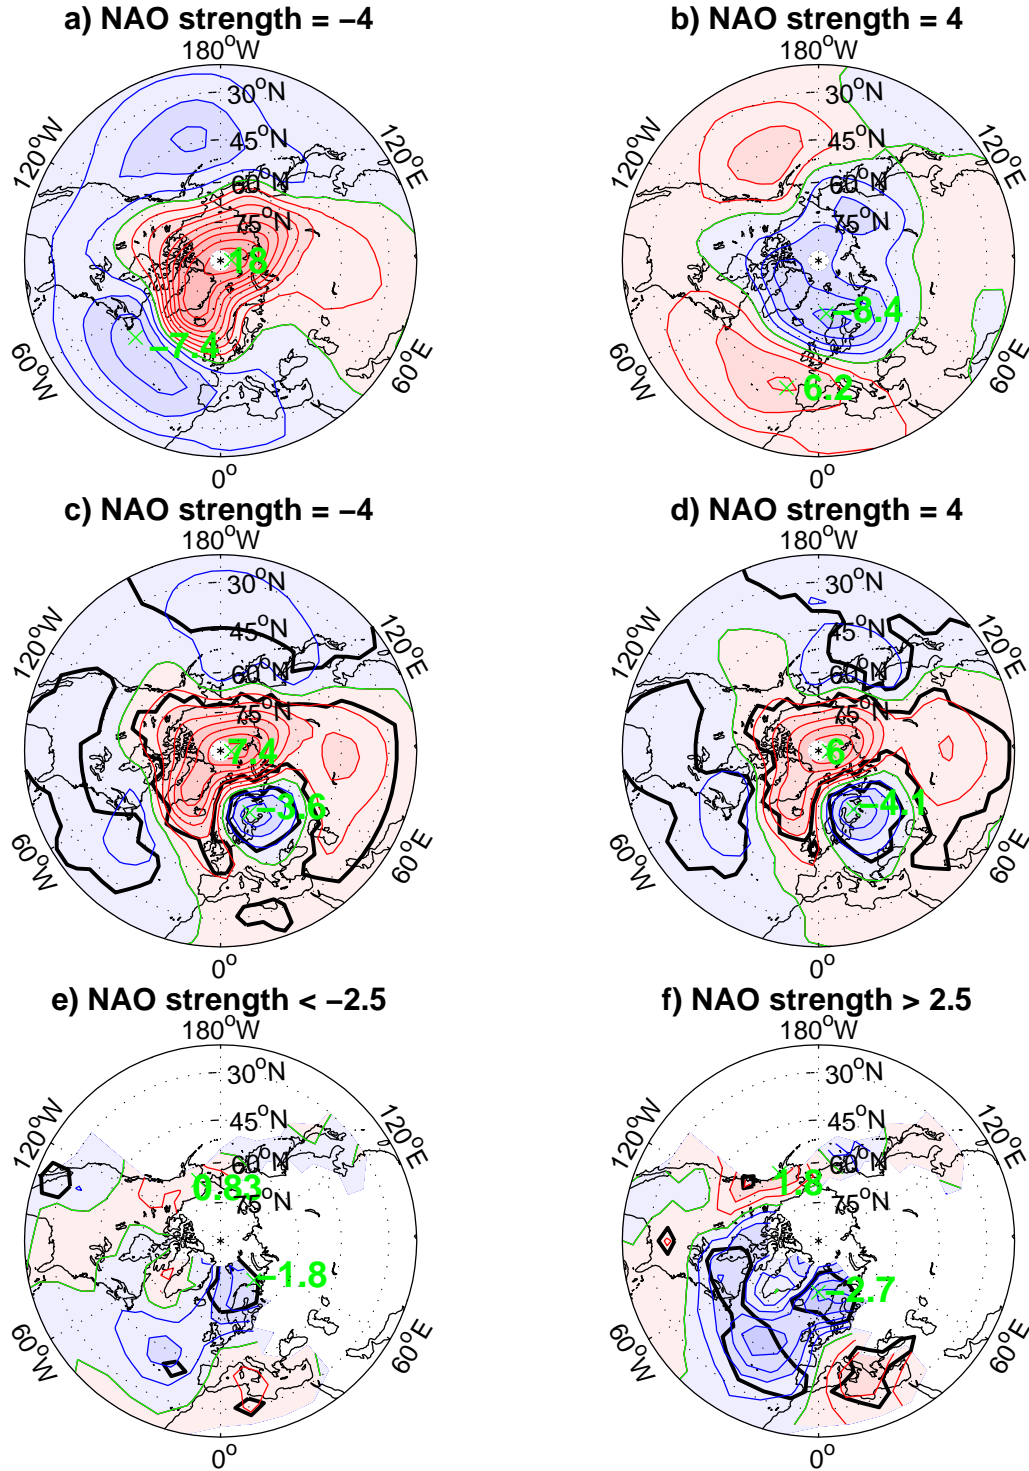 a) NAO strength = −4
180°W
30°N
45°N
60°N
75°N
120°W
120°E
60°W
60°E
0°
18
−7.4
b) NAO strength = 4
180°W
30°N
45°N
60°N
75°N
120°W
120°E
60°W
60°E
0°
−8.4
6.2
c) NAO strength = −4
180°W
30°N
45°N
60°N
75°N
120°W
120°E
60°W
60°E
0°
7.4
−3.6
d) NAO strength = 4
180°W
30°N
45°N
60°N
75°N
120°W
120°E
60°W
60°E
0°
6
−4.1
e) NAO strength < −2.5
180°W
30°N
45°N
60°N
75°N
120°W
120°E
60°W
60°E
0°
0.83
−1.8
f) NAO strength > 2.5
180°W
30°N
45°N
60°N
75°N
120°W
120°E
60°W
60°E
0°
1.8
−2.7